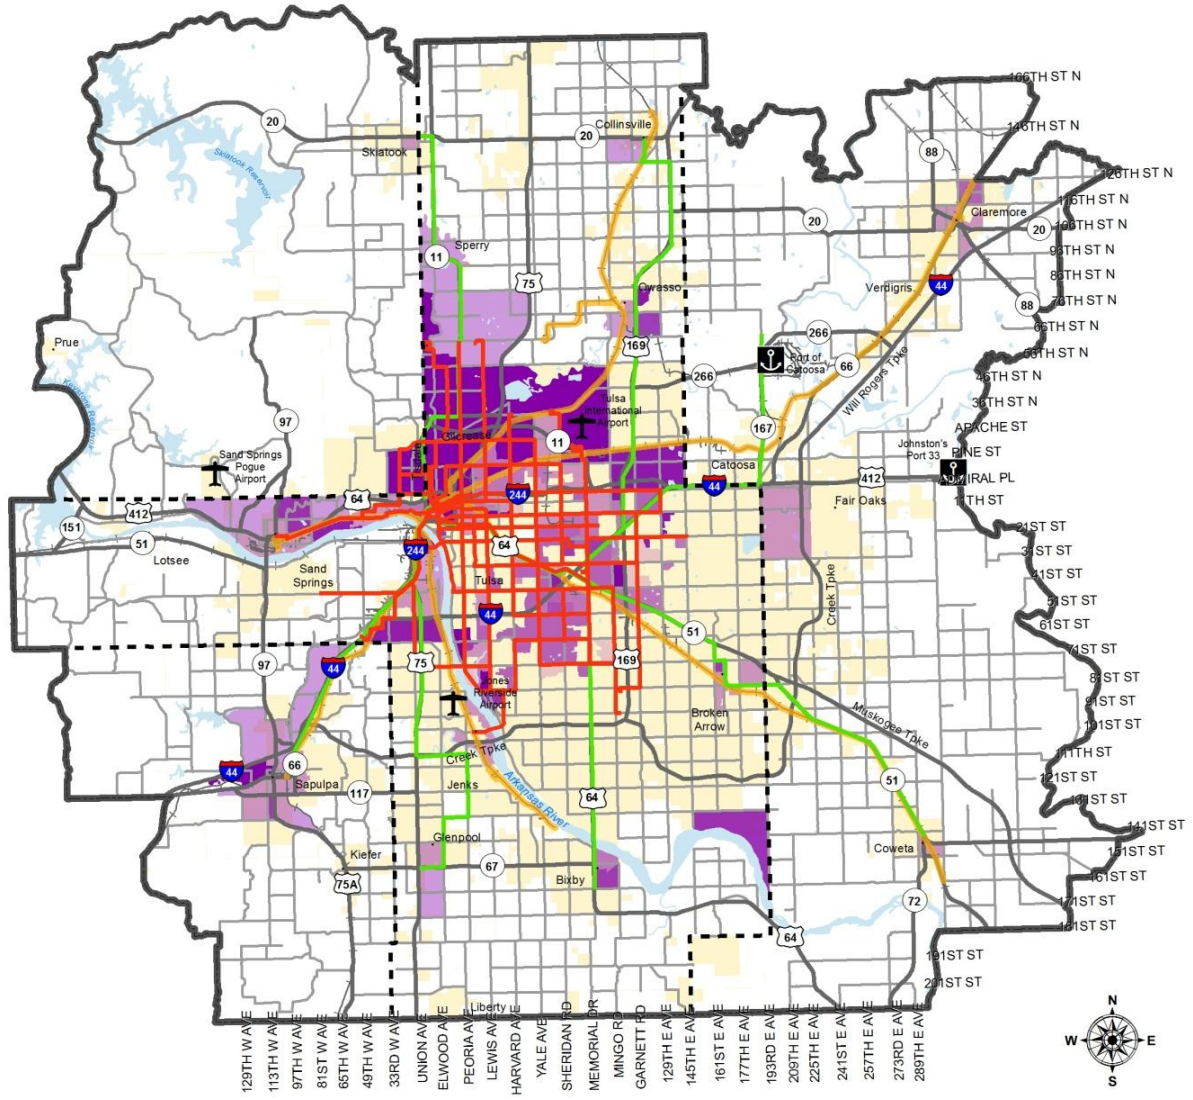 166TH ST N
146TH ST N
20
Collinsville
20
88
Skiatook
Skiatook Reservoir
126TH ST N
116TH ST N
Claremore
20
106TH ST N
20
96TH ST N
Sperry
11
86TH ST N
75
Verdigris
44
Owasso
76TH ST N
88
66TH ST N
266
Prue
169
Port of
Catoosa
56TH ST N
66
Will Rogers Tpke
266
46TH ST N
Keystone Reservoir
36TH ST N
Tulsa
International
Airport
97
167
APACHE ST
Gilcrease
11
Johnston's
Port 33
PINE ST
Sand Springs
Pogue
Airport
Catoosa
412
ADMIRAL PL
44
244
64
Fair Oaks
11TH ST
412
151
21ST ST
51
244
64
31ST ST
Lotsee
Sand
Springs
41ST ST
Tulsa
Creek Tpke
51ST ST
44
61ST ST
51
71ST ST
97
44
75
169
81ST ST
Jones
Riverside
Airport
91ST ST
Broken
Arrow
Muskogee Tpke
101ST ST
Creek Tpke
111TH ST
66
44
121ST ST
Sapulpa
Jenks
51
117
Arkansas River
64
131ST ST
141ST ST
Glenpool
Coweta
151ST ST
Kiefer
67
161ST ST
75A
Bixby
72
171ST ST
181ST ST
64
191ST ST
201ST ST
Liberty
129TH W AVE
113TH W AVE
97TH W AVE
81ST W AVE
65TH W AVE
49TH W AVE
33RD W AVE
UNION AVE
ELWOOD AVE
PEORIA AVE
LEWIS AVE
HARVARD AVE
YALE AVE
SHERIDAN RD
MEMORIAL DR
MINGO RD
GARNETT RD
129TH E AVE
145TH E AVE
161ST E AVE
177TH E AVE
193RD E AVE
209TH E AVE
225TH E AVE
241ST E AVE
257TH E AVE
273RD E AVE
289TH E AVE
N
W
E
S